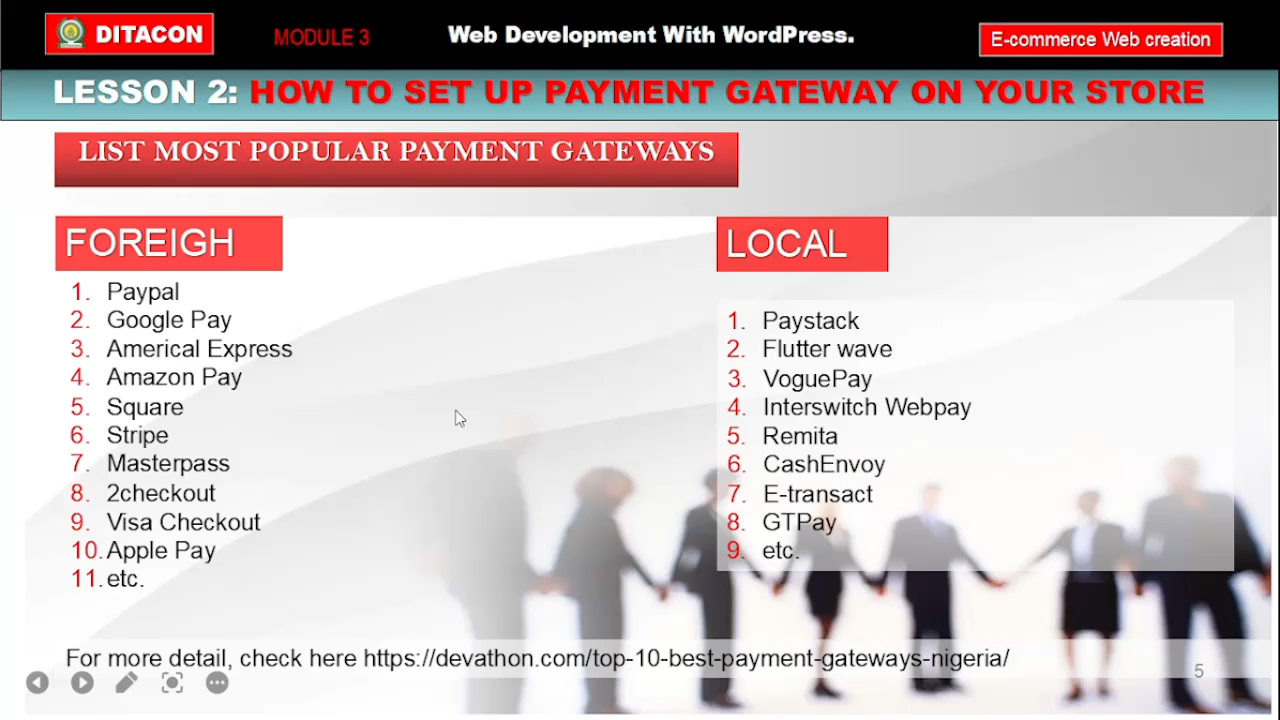 DITACON
MODULE 3
Web Development With WordPress.
E-commerce Web creation
LESSON 2: HOW TO SET UP PAYMENT GATEWAY ON YOUR STORE
LIST MOST POPULAR PAYMENT GATEWAYS
FOREIGH
1. Paypal
2. Google Pay
3. Americal Express
4. Amazon Pay
5. Square
6. Stripe
7. Masterpass
8. 2checkout
9. Visa Checkout
10. Apple Pay
11. etc.
LOCAL
1. Paystack
2. Flutter wave
3. VoguePay
4. Interswitch Webpay
5. Remita
6. CashEnvoy
7. E-transact
8. GTPay
9. etc.
For more detail, check here https://devathon.com/top-10-best-payment-gateways-nigeria/
5